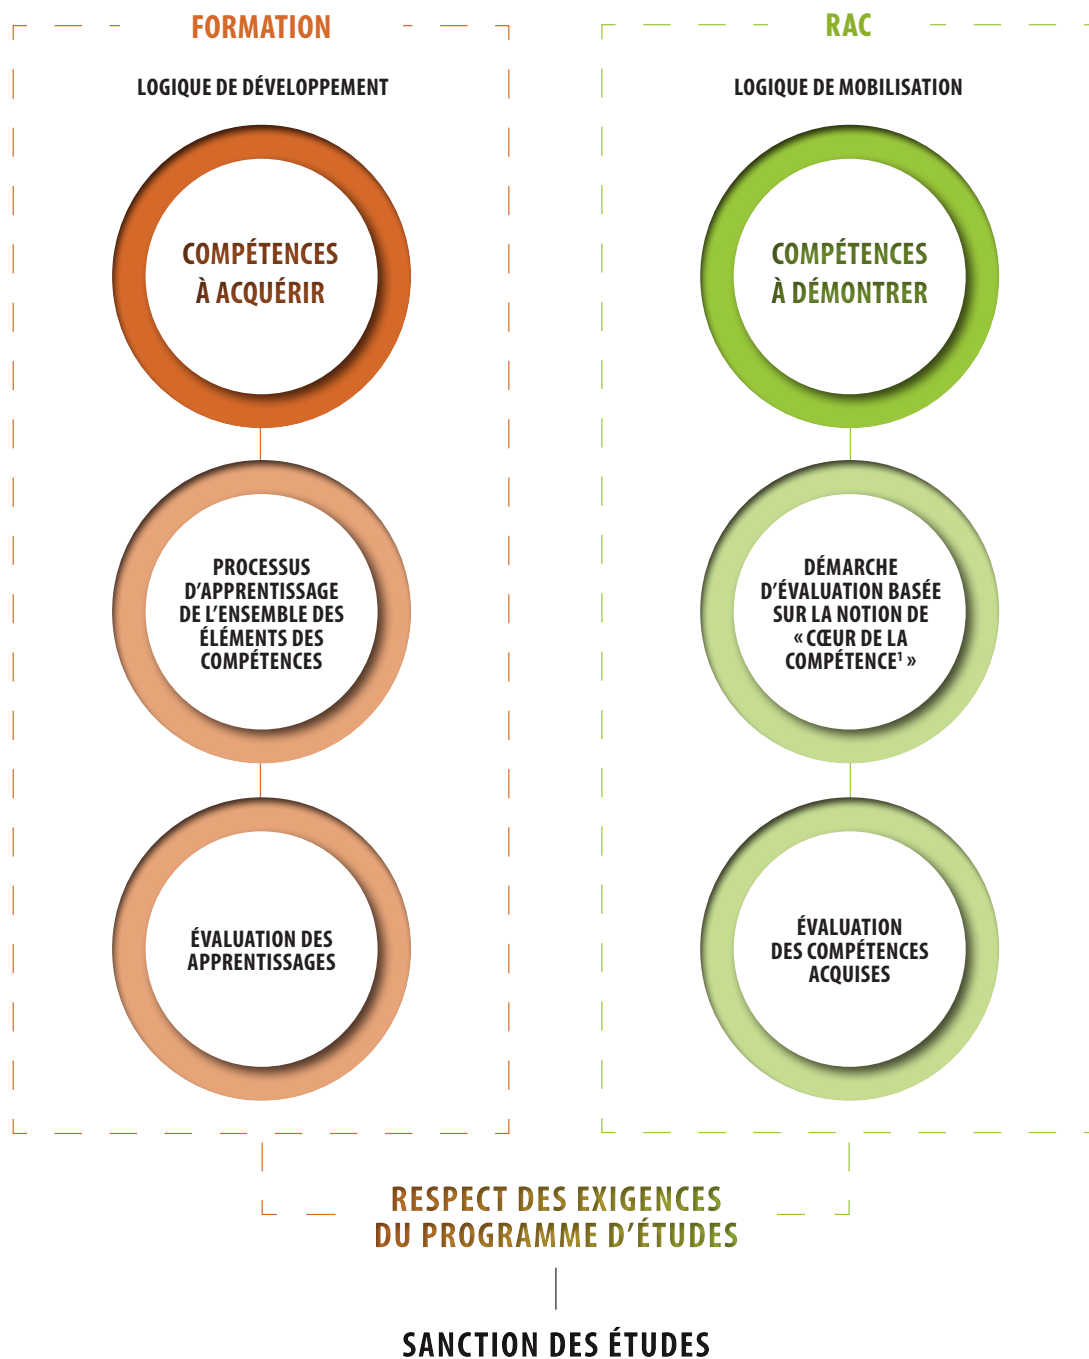 FORMATION
LOGIQUE DE DÉVELOPPEMENT
COMPÉTENCES
À ACQUÉRIR
PROCESSUS
D'APPRENTISSAGE
DE L'ENSEMBLE DES
ÉLÉMENTS DES
COMPÉTENCES
ÉVALUATION DES
APPRENTISSAGES
RAC
LOGIQUE DE MOBILISATION
COMPÉTENCES
À DÉMONTRER
DÉMARCHE
D'ÉVALUATION BASÉE
SUR LA NOTION DE
« CŒUR DE LA
COMPÉTENCE¹ »
ÉVALUATION
DES COMPÉTENCES
ACQUISES
RESPECT DES EXIGENCES
DU PROGRAMME D'ÉTUDES
SANCTION DES ÉTUDES